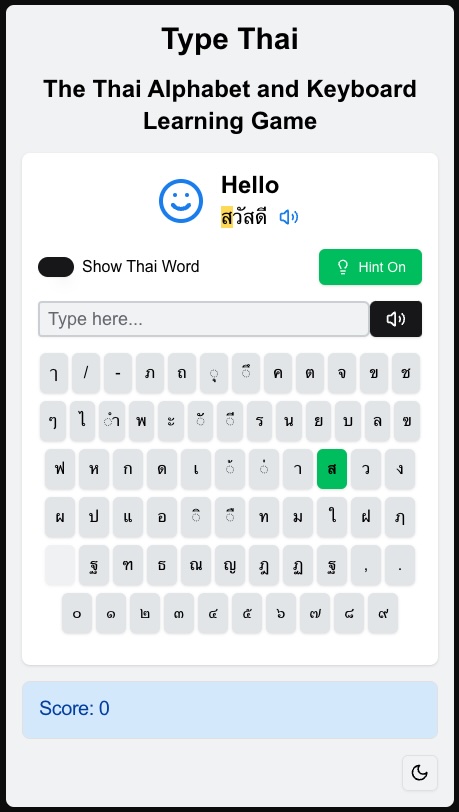 Type Thai
The Thai Alphabet and Keyboard
Learning Game
Hello
สวัสดี
Show Thai Word
Hint On
Type here...
ๅ / - ภ ถ ุ ึ ค ต จ ข ช
ๆ ไ ำ พ ะ ั ี ร น ย บ ล ฃ
ฟ ห ก ด เ ้ ่ า ส ว ง
ผ ป แ อ ิ ื ท ม ใ ฝ ฦ
ฐ ฑ ธ ณ ญ ฎ ฏ ฐ , .
๐ ๑ ๒ ๓ ๔ ๕ ๖ ๗ ๘ ๙
Score: 0